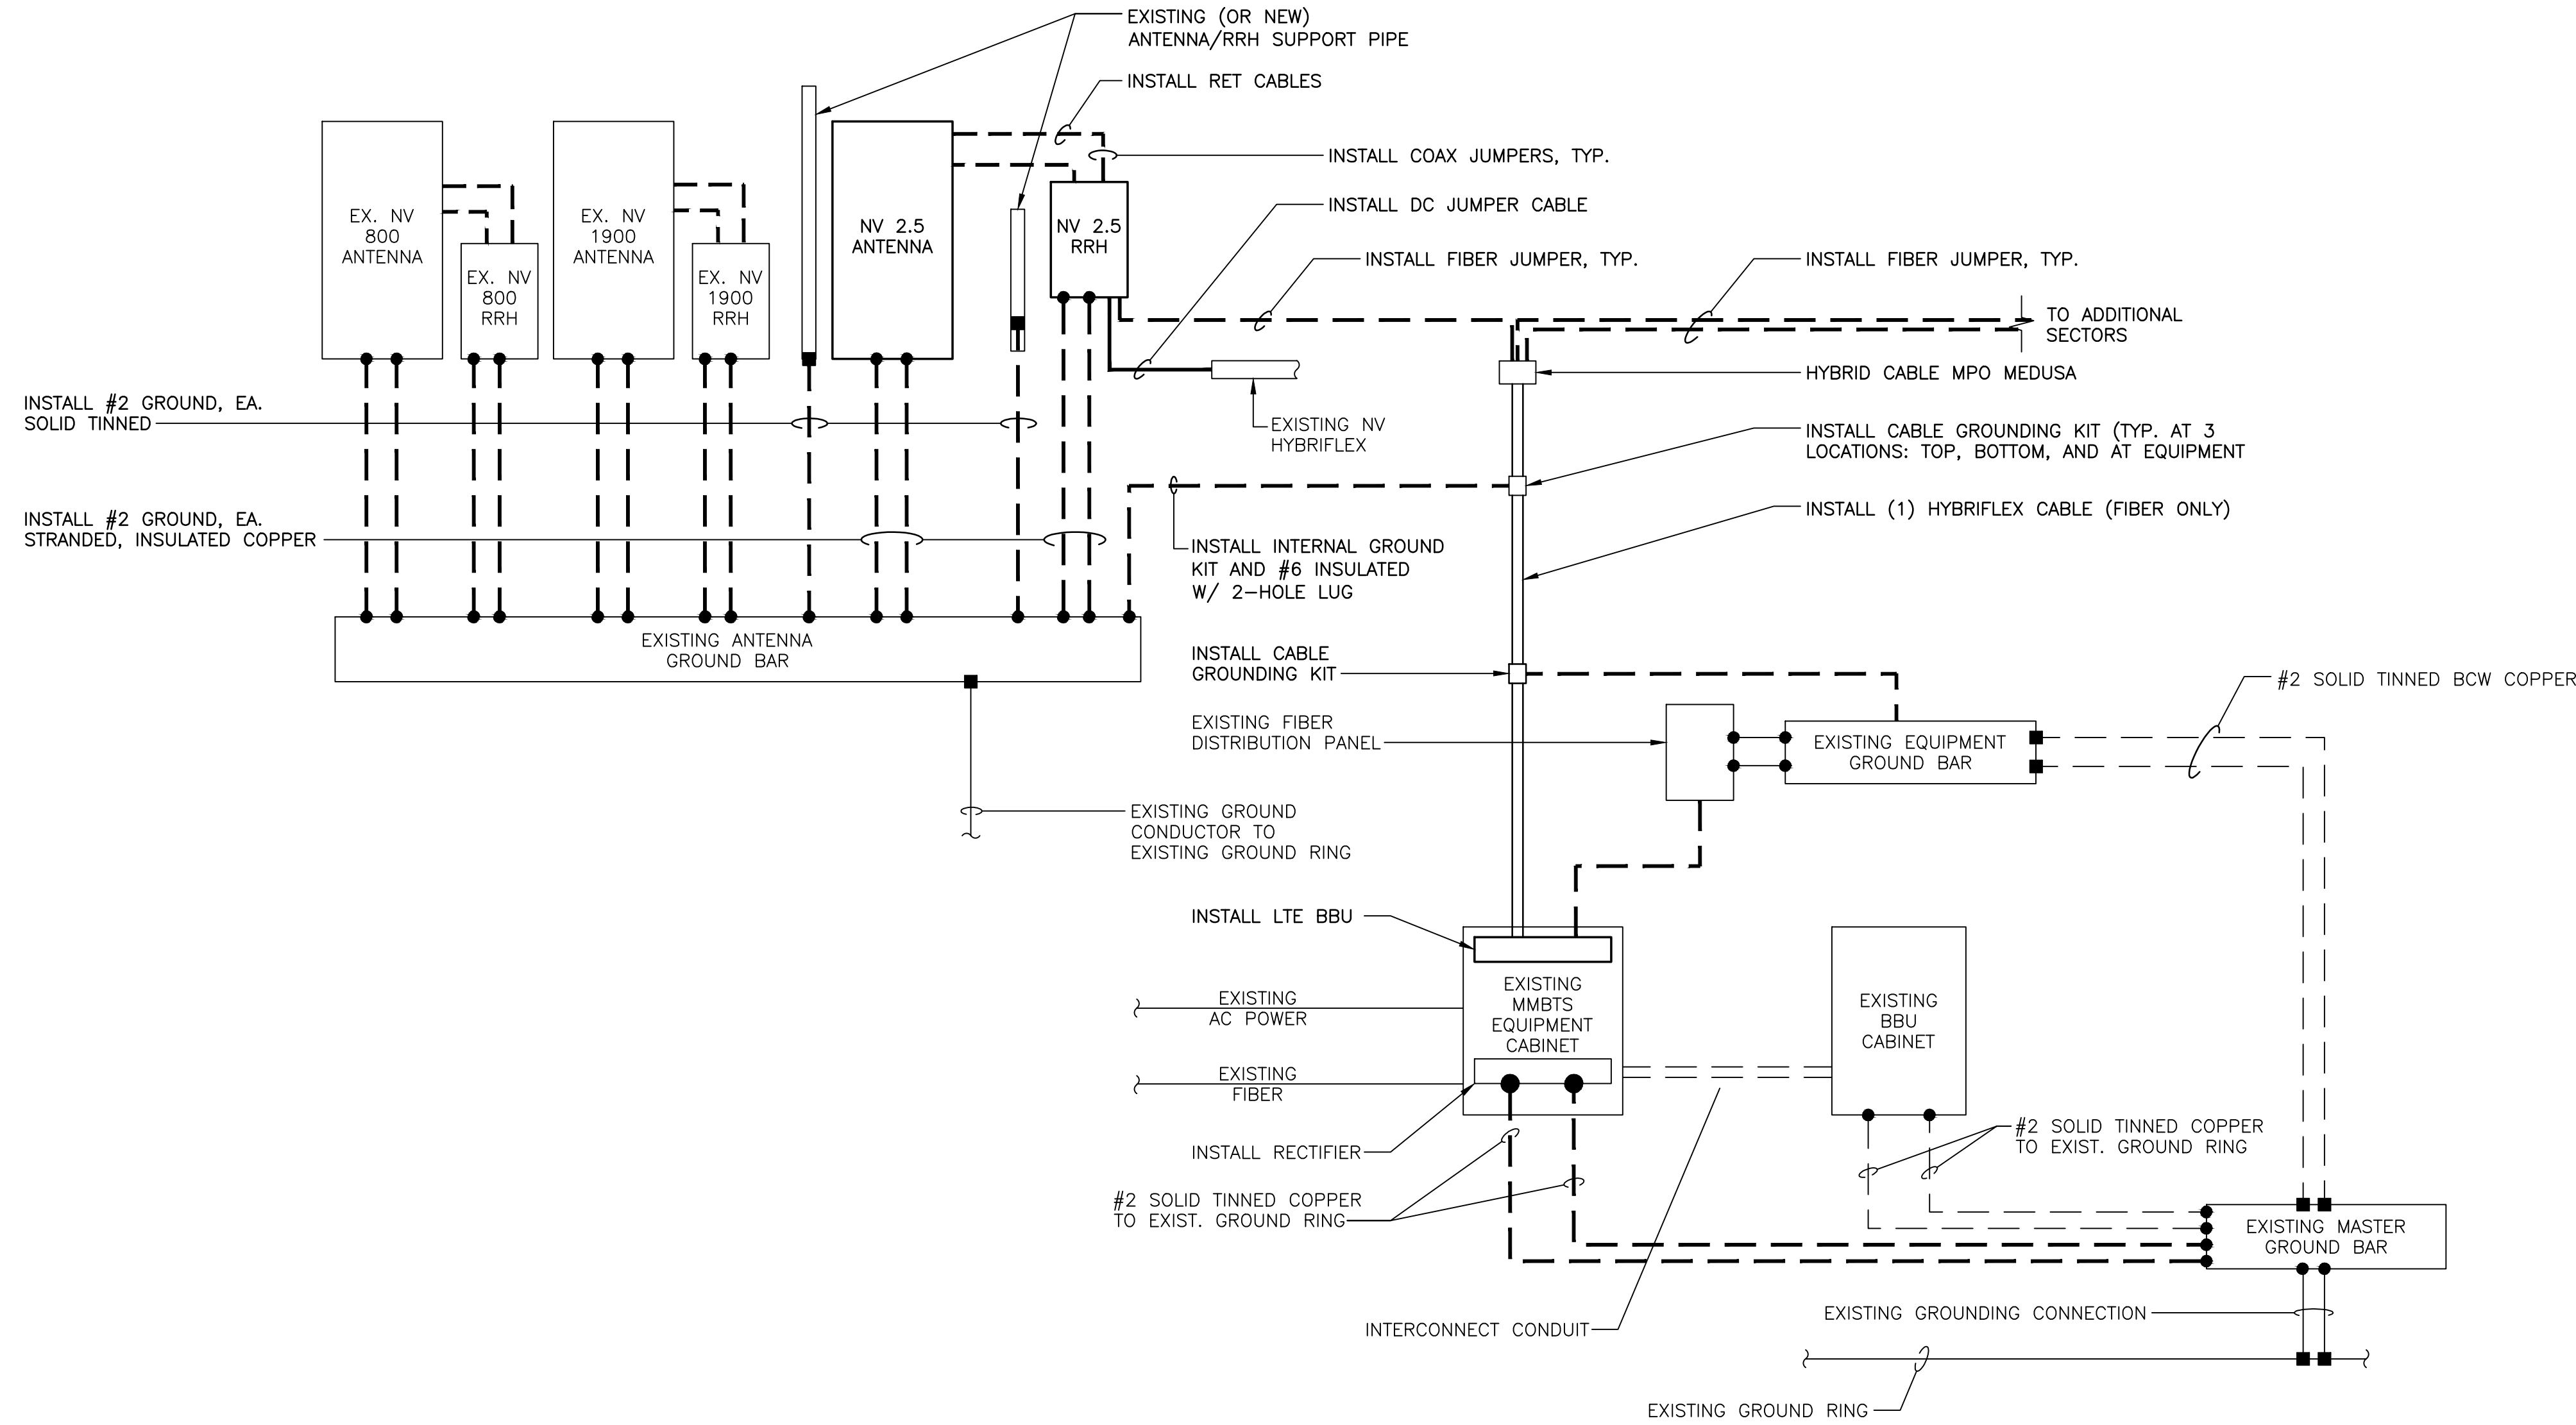 EXISTING (OR NEW)
ANTENNA/RRH SUPPORT PIPE
INSTALL RET CABLES
INSTALL COAX JUMPERS, TYP.
INSTALL DC JUMPER CABLE
INSTALL FIBER JUMPER, TYP.
INSTALL FIBER JUMPER, TYP.
TO ADDITIONAL
SECTORS
EX. NV
800
ANTENNA
EX. NV
800
RRH
EX. NV
1900
ANTENNA
EX. NV
1900
RRH
NV 2.5
ANTENNA
NV 2.5
RRH
HYBRID CABLE MPO MEDUSA
INSTALL #2 GROUND, EA.
SOLID TINNED
EXISTING NV
HYBRIFLEX
INSTALL CABLE GROUNDING KIT (TYP. AT 3
LOCATIONS: TOP, BOTTOM, AND AT EQUIPMENT
INSTALL (1) HYBRIFLEX CABLE (FIBER ONLY)
INSTALL #2 GROUND, EA.
STRANDED, INSULATED COPPER
INSTALL INTERNAL GROUND
KIT AND #6 INSULATED
W/ 2-HOLE LUG
EXISTING ANTENNA
GROUND BAR
INSTALL CABLE
GROUNDING KIT
#2 SOLID TINNED BCW COPPER
EXISTING FIBER
DISTRIBUTION PANEL
EXISTING EQUIPMENT
GROUND BAR
EXISTING GROUND
CONDUCTOR TO
EXISTING GROUND RING
INSTALL LTE BBU
EXISTING
AC POWER
EXISTING
MMBTS
EQUIPMENT
CABINET
EXISTING
BBU
CABINET
EXISTING
FIBER
INSTALL RECTIFIER
#2 SOLID TINNED COPPER
TO EXIST. GROUND RING
#2 SOLID TINNED COPPER
TO EXIST. GROUND RING
EXISTING MASTER
GROUND BAR
EXISTING GROUNDING CONNECTION
INTERCONNECT CONDUIT
EXISTING GROUND RING